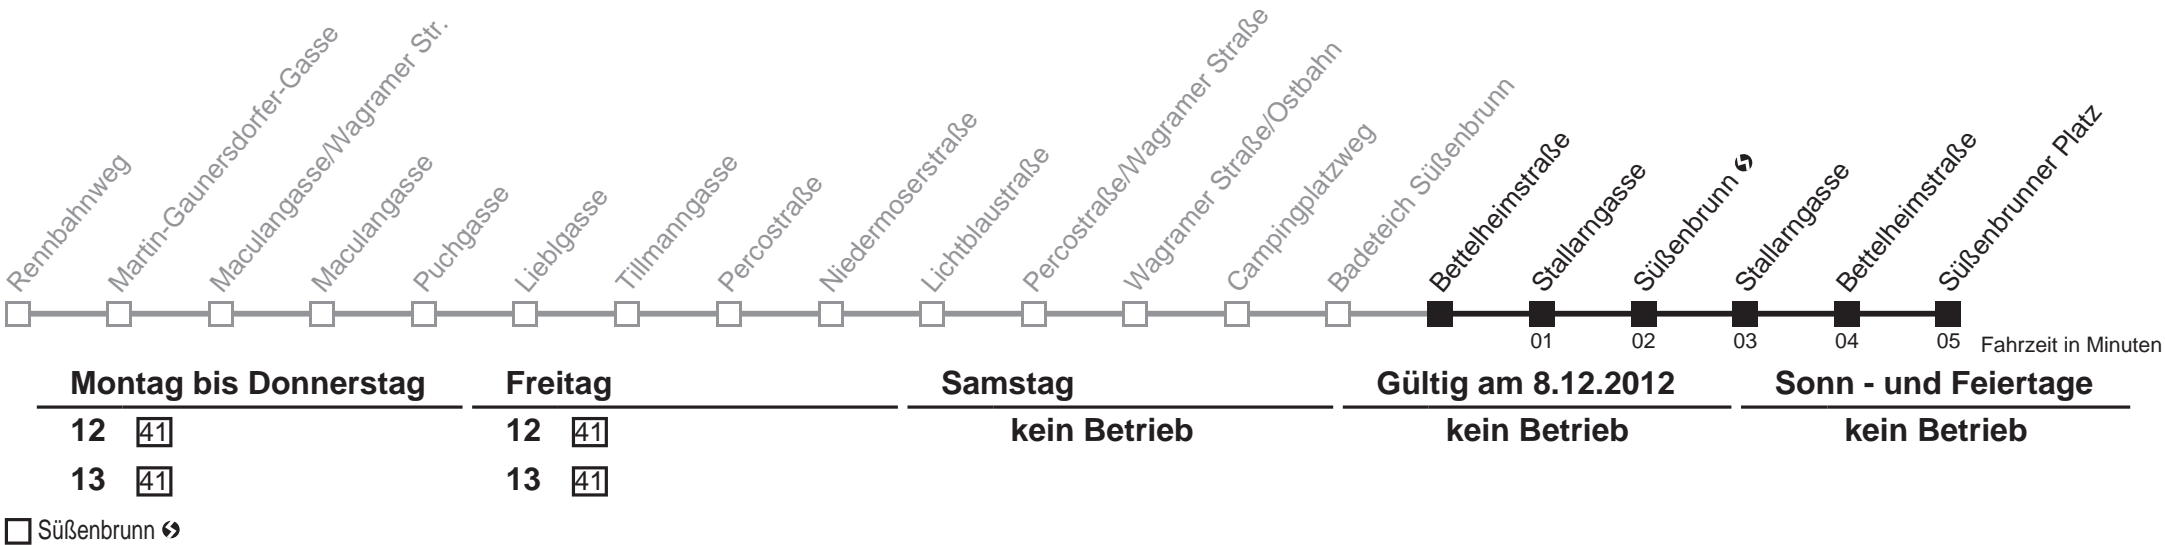 Rennbahnweg
Martin-Gaunersdorfer-Gasse
Maculangasse/Wagramer Str.
Maculangasse
Puchgasse
Lieblgasse
Tillmanngasse
Percostraße
Niedermoserstraße
Lichtblaustraße
Percostraße/Wagramer Straße
Wagramer Straße/Ostbahn
Campingplatzweg
Badeteich Süßenbrunn
Bettelheimstraße
Stallarngasse
Süßenbrunn
Stallarngasse
Bettelheimstraße
Süßenbrunner Platz
01 02 03 04 05 Fahrzeit in Minuten
Montag bis Donnerstag Freitag Samstag Gültig am 8.12.2012 Sonn - und Feiertage
12 41 12 41 kein Betrieb kein Betrieb kein Betrieb
13 41 13 41
Süßenbrunn